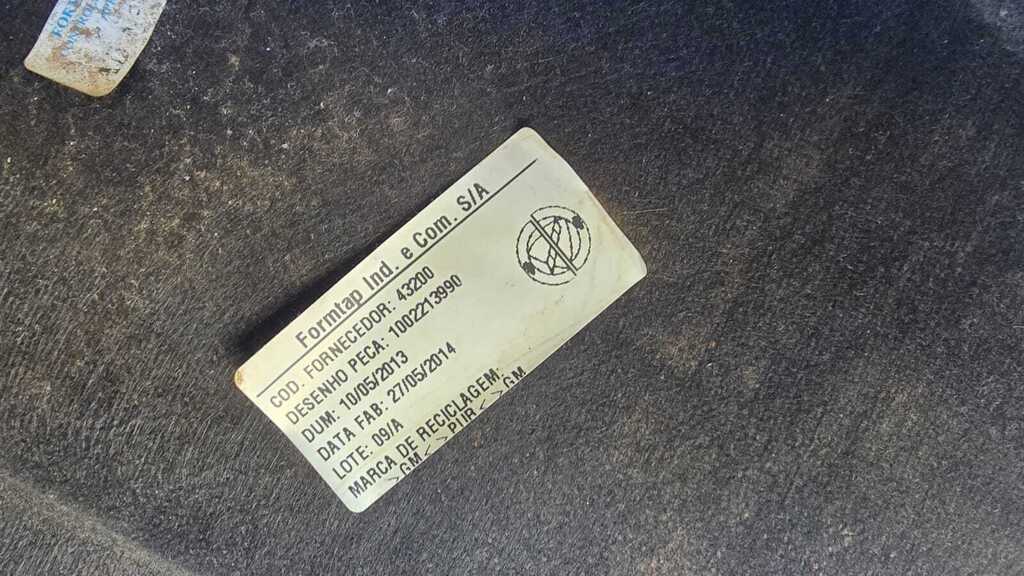 Formtap Ind. e Com. S/A
COD. FORNECEDOR: 43200
DESENHO PECA: 1002213990
DUM: 10/05/2013
DATA FAB: 27/05/2014
LOTE: 09/A
MARCA DE RECICLAGEM:
>GM< >PUR< >GM